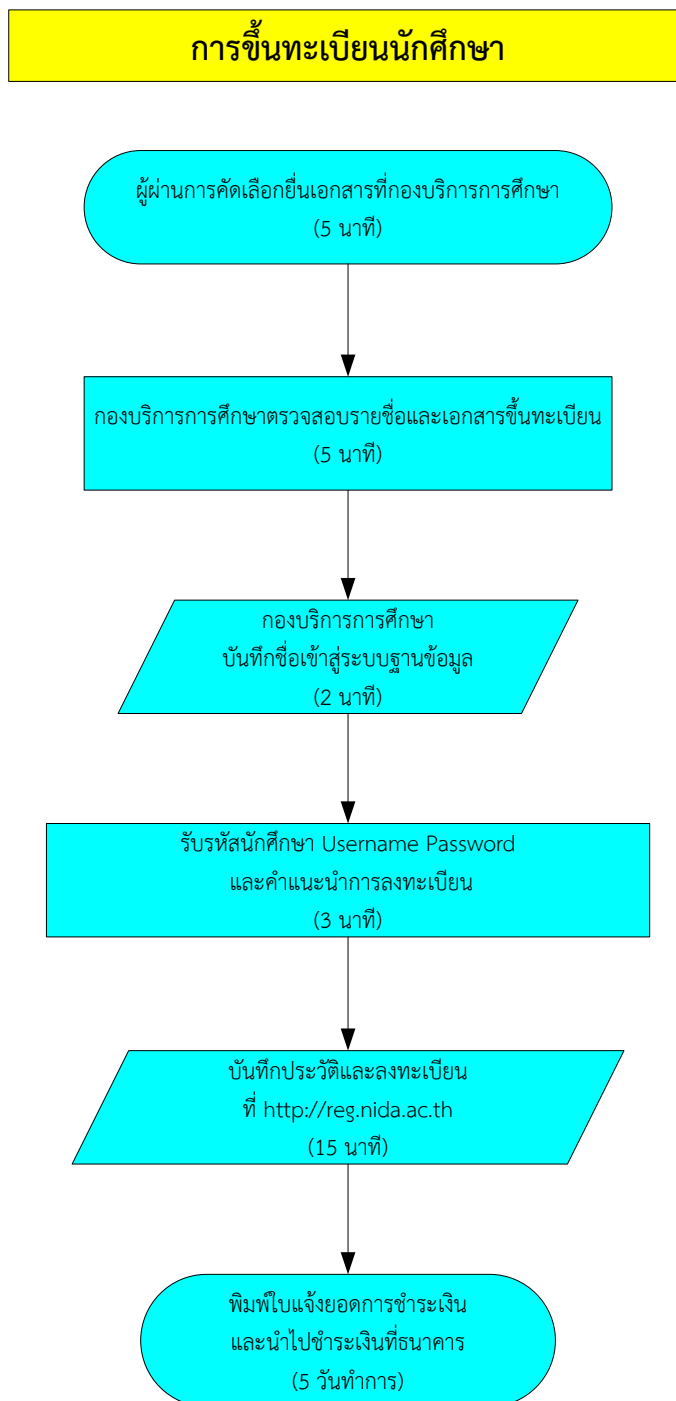 การขึ้นทะเบียนนักศึกษา
ผู้ผ่านการคัดเลือกยื่นเอกสารที่กองบริการการศึกษา
(5 นาที)
กองบริการการศึกษาตรวจสอบรายชื่อและเอกสารขึ้นทะเบียน
(5 นาที)
กองบริการการศึกษา
บันทึกชื่อเข้าสู่ระบบฐานข้อมูล
(2 นาที)
รับรหัสนักศึกษา Username Password
และคำแนะนำการลงทะเบียน
(3 นาที)
บันทึกประวัติและลงทะเบียน
ที่ http://reg.nida.ac.th
(15 นาที)
พิมพ์ใบแจ้งยอดการชำระเงิน
และนำไปชำระเงินที่ธนาคาร
(5 วันทำการ)